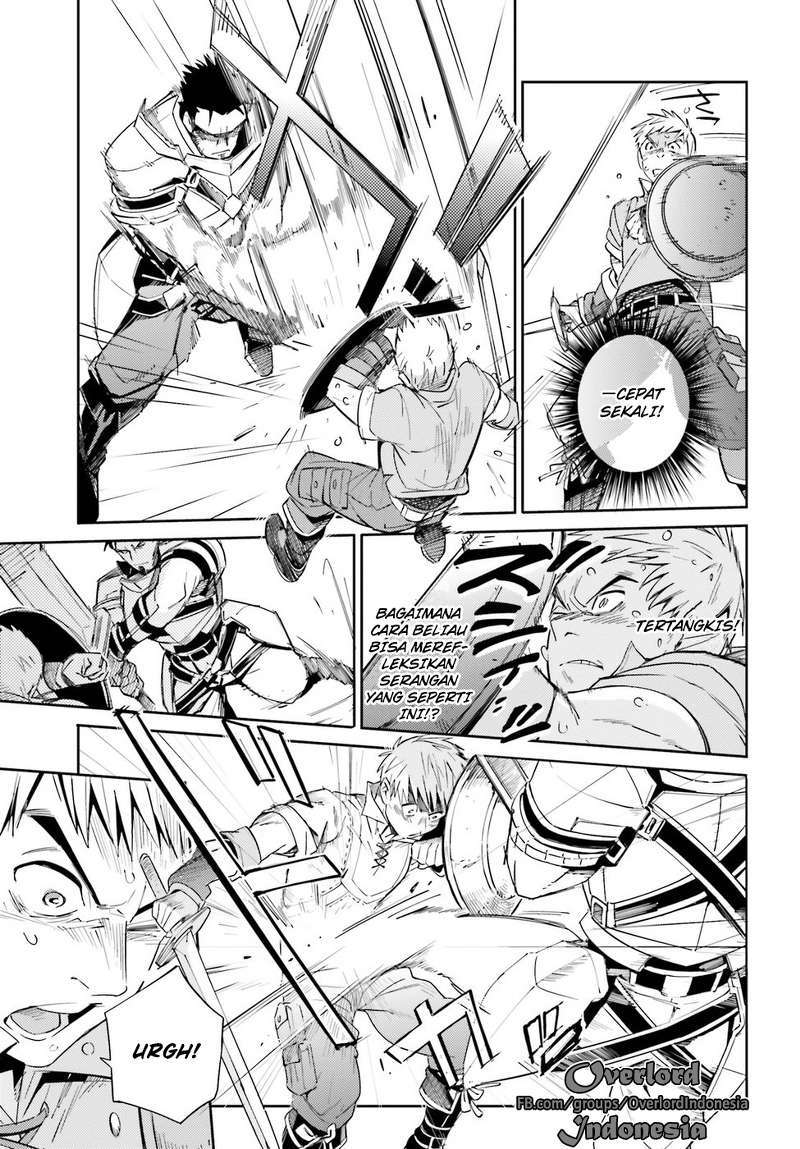 —CEPAT
SEKALI!
TERTANGKIS!
BAGAIMANA
CARA BELIAU
BISA MEREF-
LEKSIKAN
SERANGAN
YANG SEPERTI
INI!?
URGH!
Overlord
FB.com/groups/OverlordIndonesia
Indonesia